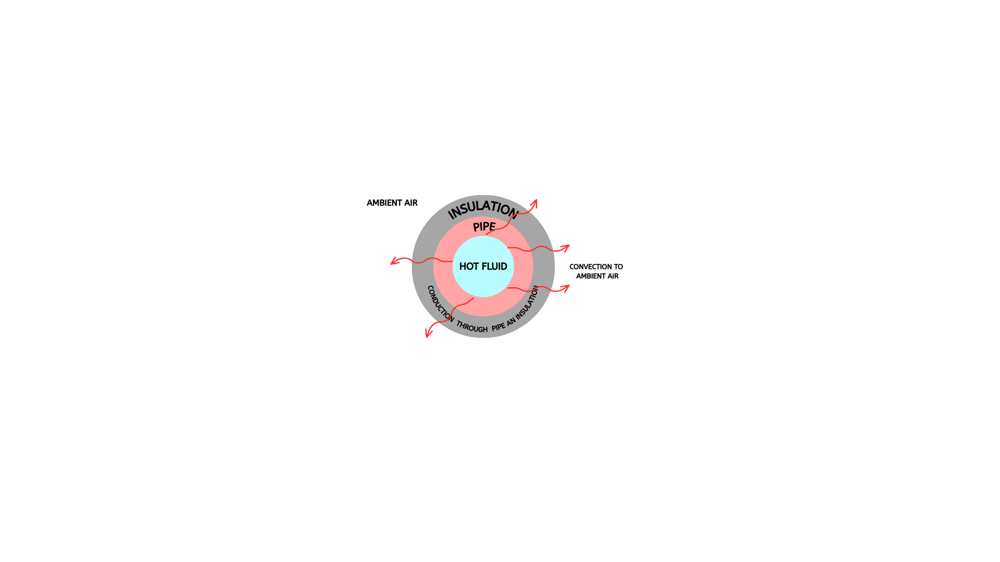 AMBIENT AIR
INSULATION
PIPE
HOT FLUID
CONVECTION TO
AMBIENT AIR
CONDUCTION THROUGH PIPE AN INSULATION